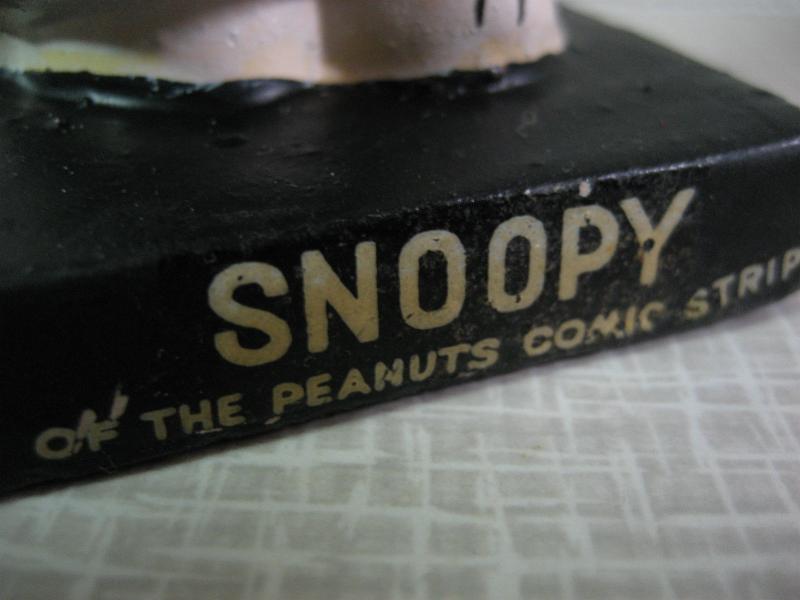 SNOOPY
OF THE PEANUTS COMIC STRIP